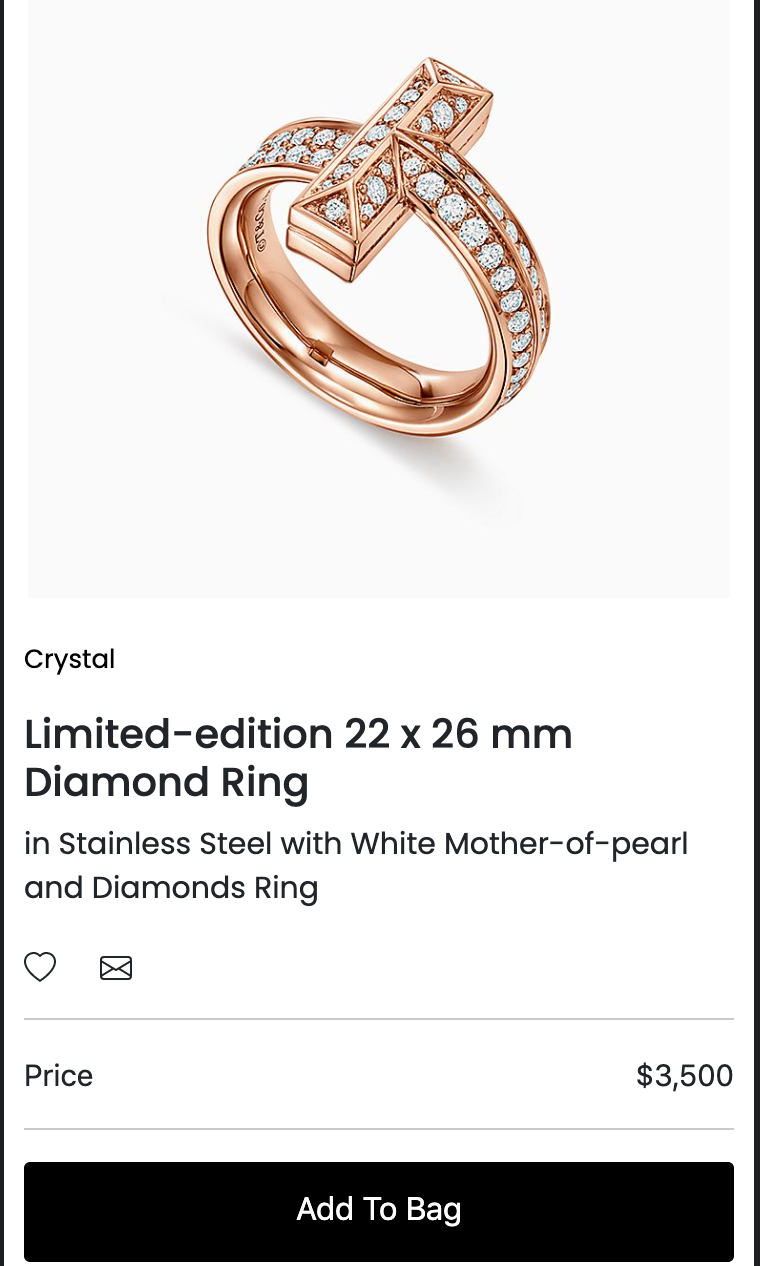 T&CO.©
Crystal
Limited-edition 22 x 26 mm
Diamond Ring
in Stainless Steel with White Mother-of-pearl
and Diamonds Ring
Price
$3,500
Add To Bag